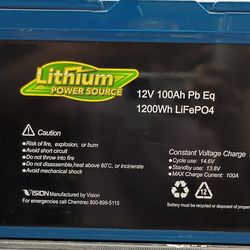 Lithium
POWER SOURCE
12V 100Ah Pb Eq
1200Wh LiFePO4
Caution
Risk of fire, explosion, or burn
Avoid short circuit
Do not throw into fire
Do not disassemble,heat above 60°C, or incinerate
Avoid mechanical shock
Constant Voltage Charge
Cycle use: 14.6V
Standby use: 13.8V
MAX Charge Current: 100A
VISION Manufactured by Vision
For emergencies call Chemtrec 800-899-5115
12
Battery must be recycled or disposed of properly